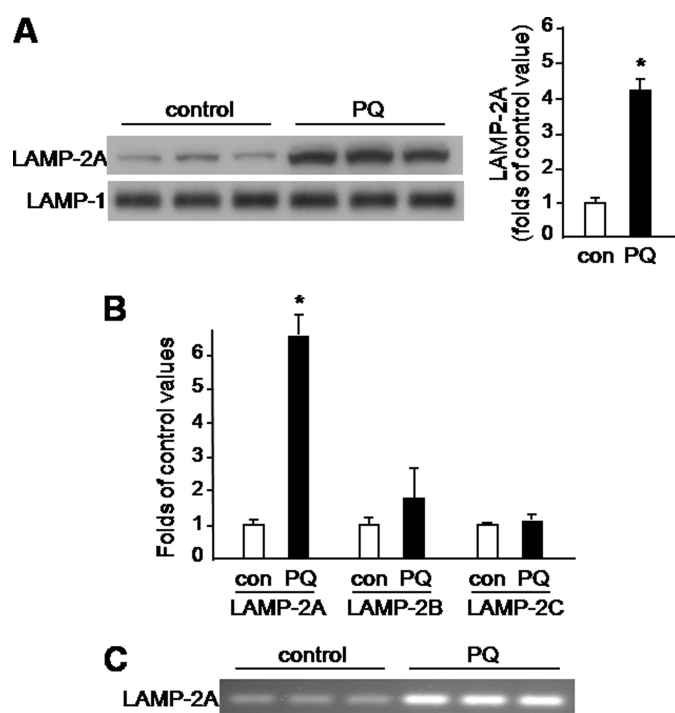 A
control PQ
LAMP-2A
LAMP-1
LAMP-2A
(folds of control value)
6
5
4
2
1
0
*
con PQ
B
Folds of control values
6
5
4
3
2
1
0
*
con PQ con PQ con PQ
LAMP-2A LAMP-2B LAMP-2C
C
control PQ
LAMP-2A